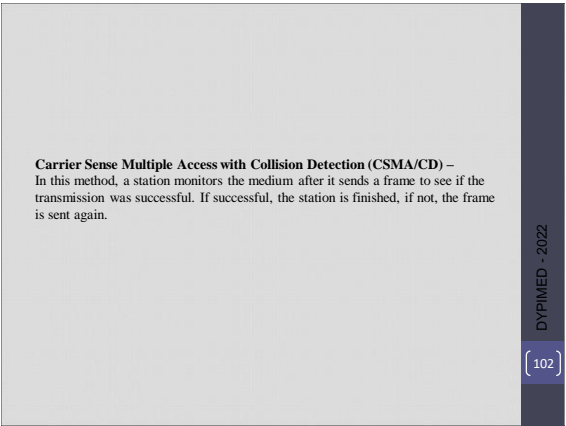 Carrier Sense Multiple Access with Collision Detection (CSMA/CD) –
In this method, a station monitors the medium after it sends a frame to see if the
transmission was successful. If successful, the station is finished, if not, the frame
is sent again.
DYPIMED - 2022
102